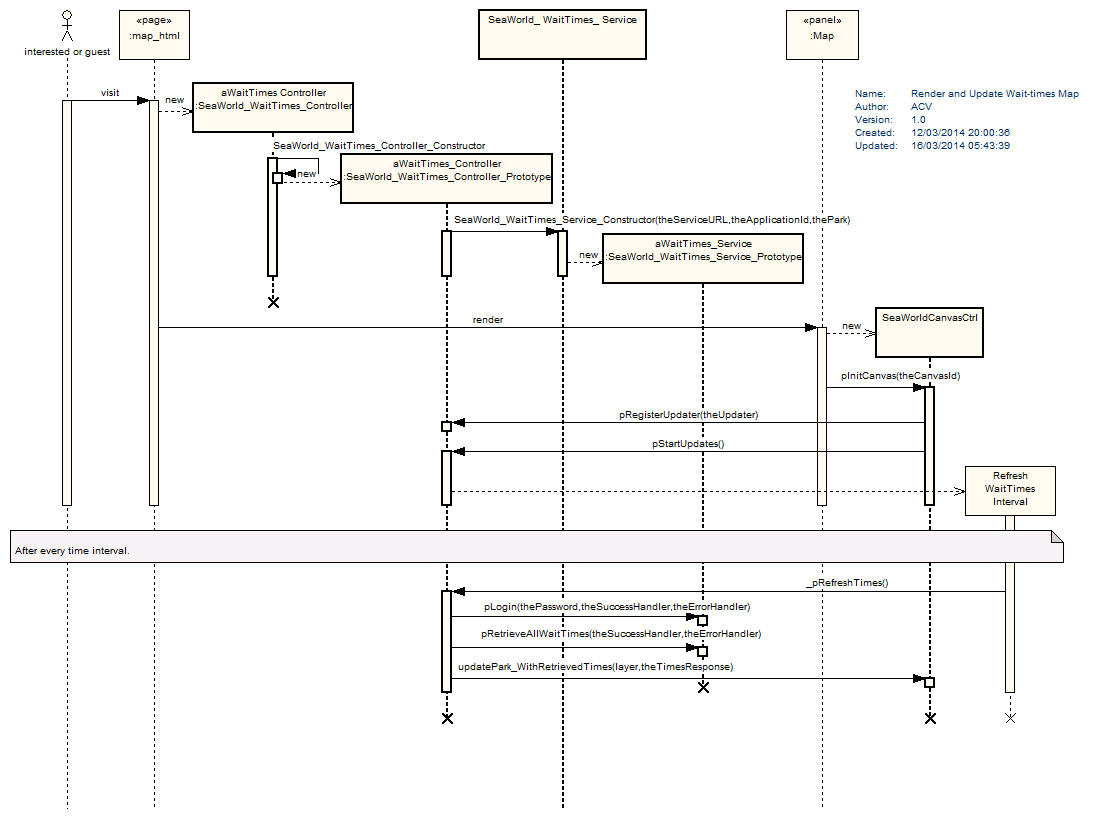 «page»
:map_html
SeaWorld_ WaitTimes_ Service
«panel»
:Map
interested or guest
visit
new
aWaitTimes Controller
:SeaWorld_WaitTimes_Controller
Name: Render and Update Wait-times Map
Author: ACV
Version: 1.0
Created: 12/03/2014 20:00:36
Updated: 16/03/2014 05:43:39
SeaWorld_WaitTimes_Controller_Constructor
new
aWaitTimes_Controller
:SeaWorld_WaitTimes_Controller_Prototype
SeaWorld_WaitTimes_Service_Constructor(theServiceURL,theApplicationId,thePark)
new
aWaitTimes_Service
:SeaWorld_WaitTimes_Service_Prototype
render
new
SeaWorldCanvasCtrl
pInitCanvas(theCanvasId)
pRegisterUpdater(theUpdater)
pStartUpdates()
Refresh
WaitTimes
Interval
After every time interval.
_pRefreshTimes()
pLogin(thePassword,theSuccessHandler,theErrorHandler)
pRetrieveAllWaitTimes(theSuccessHandler,theErrorHandler)
updatePark_WithRetrievedTimes(layer,theTimesResponse)